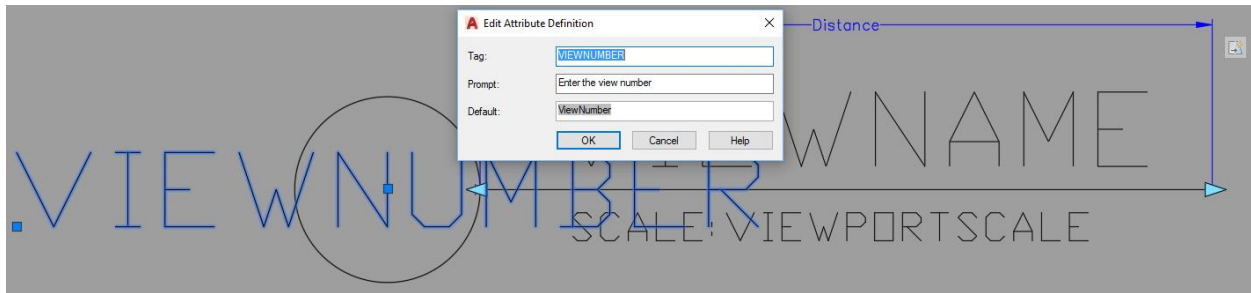 Edit Attribute Definition
Distance
Tag: VIEWNUMBER
Prompt: Enter the view number
Default: ViewNumber
OK Cancel Help
VIEWNAME
VIEWNUMBER
SCALE: VIEWPORTSCALE